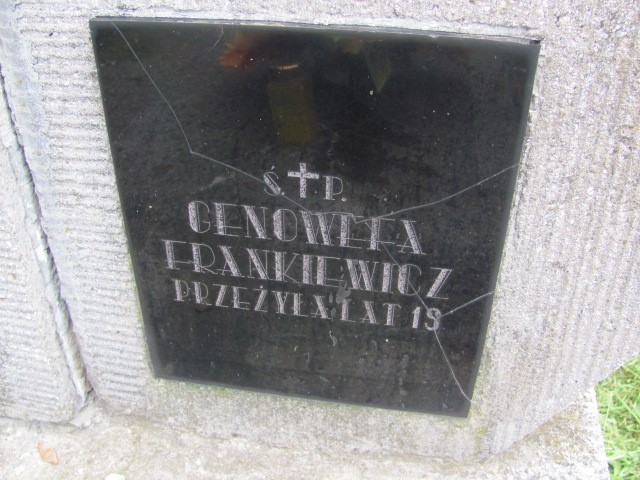 Ś.✝P.
GENOWEFA
FRANKIEWICZ
PRZEŻYŁA LAT 19